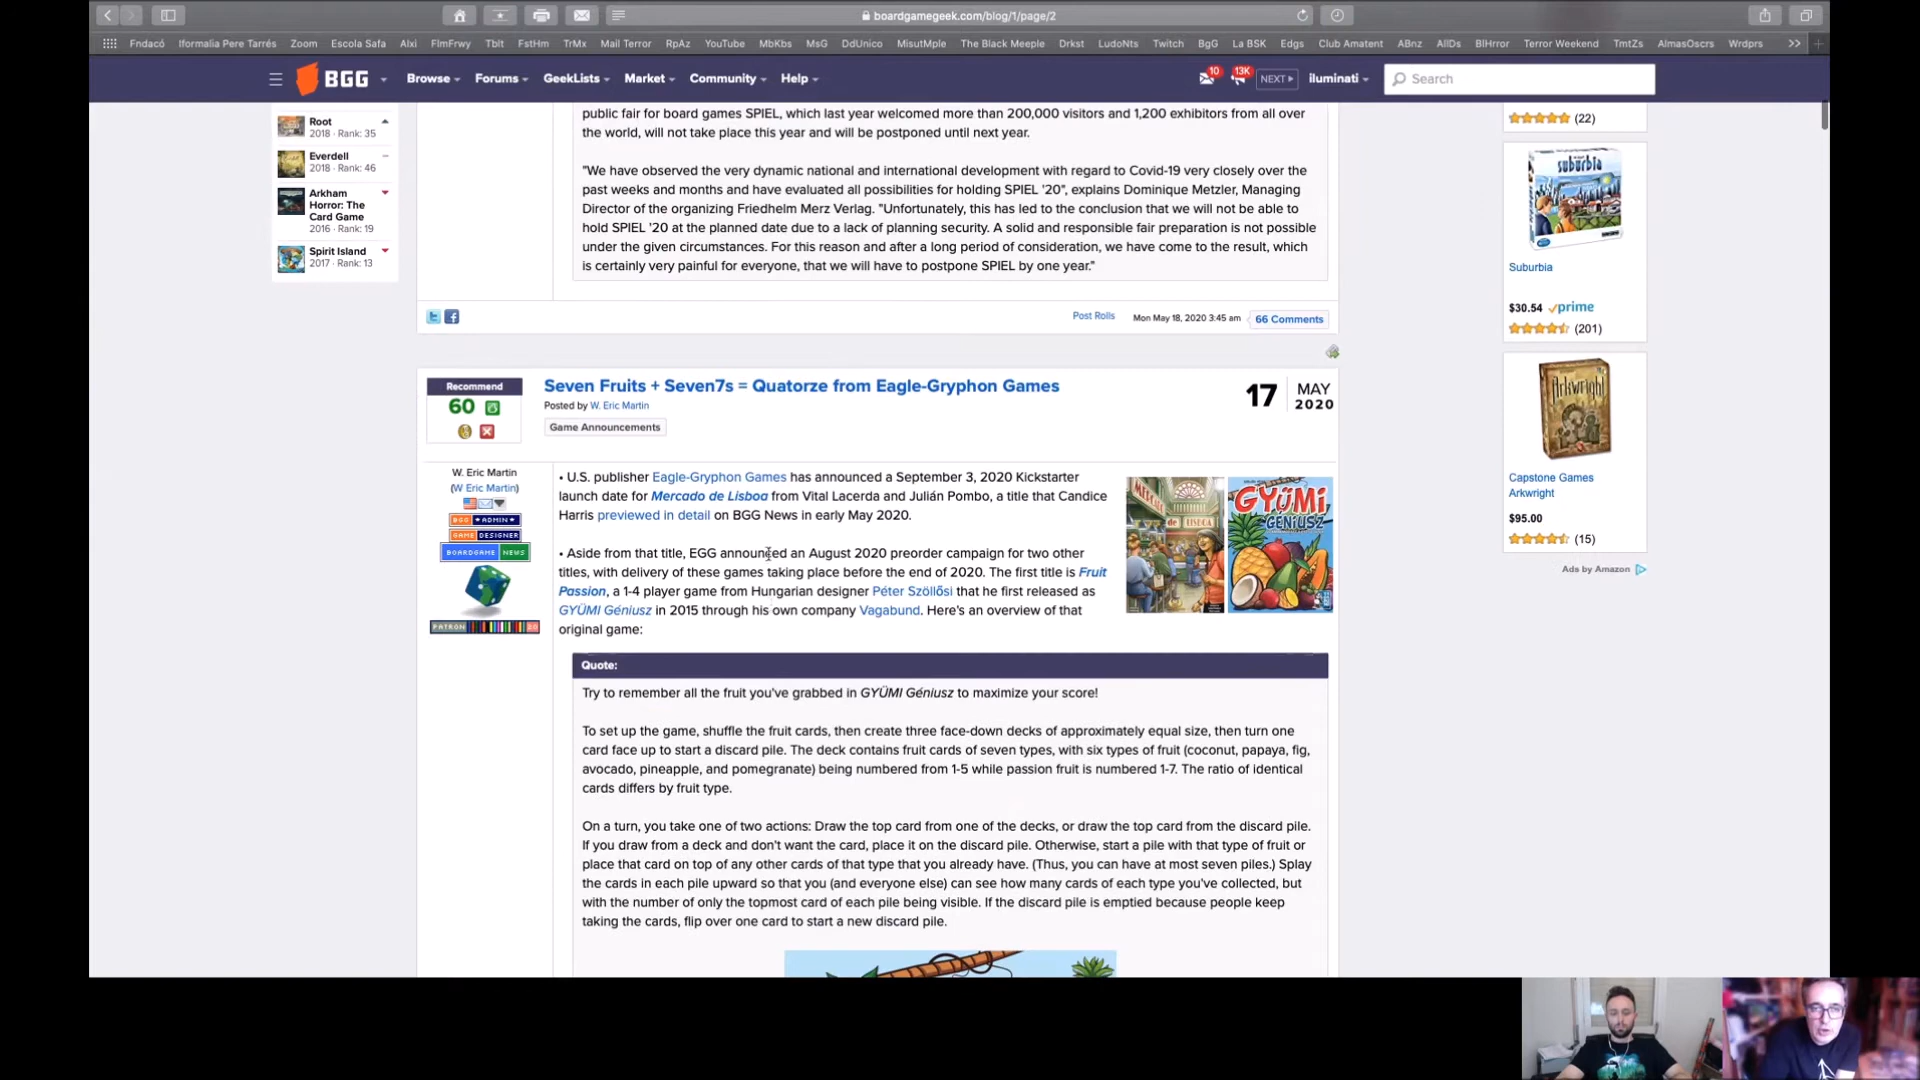 boardgamegeek.com/blog/1/page/2
Fndacó Iformalia Pere Tarrés Zoom Escola Safa Alxi FlmFrwy Tblt FstHm TrMx Mail Terror RpAz YouTube MbKbs MsG DdUnico MisutMple The Black Meeple Drkst LudoNts Twitch BgG La BSK Edgs Club Amatent ABnz AllDs BlHrror Terror Weekend TmtZs AlmasOscrs Wrdprs >>
BGG Browse Forums GeekLists Market Community Help 10 13K NEXT iluminati Search
Root
2018 · Rank: 35
Everdell
2018 · Rank: 46
Arkham
Horror: The
Card Game
2016 · Rank: 19
Spirit Island
2017 · Rank: 13
public fair for board games SPIEL, which last year welcomed more than 200,000 visitors and 1,200 exhibitors from all over
the world, will not take place this year and will be postponed until next year.
"We have observed the very dynamic national and international development with regard to Covid-19 very closely over the
past weeks and months and have evaluated all possibilities for holding SPIEL '20", explains Dominique Metzler, Managing
Director of the organizing Friedhelm Merz Verlag. "Unfortunately, this has led to the conclusion that we will not be able to
hold SPIEL '20 at the planned date due to a lack of planning security. A solid and responsible fair preparation is not possible
under the given circumstances. For this reason and after a long period of consideration, we have come to the result, which
is certainly very painful for everyone, that we will have to postpone SPIEL by one year."
Post Rolls Mon May 18, 2020 3:45 am 66 Comments
Recommend
60
Seven Fruits + Seven7s = Quatorze from Eagle-Gryphon Games
Posted by W. Eric Martin
Game Announcements
17 MAY
2020
W. Eric Martin
(W Eric Martin)
BGG ADMIN
GAME DESIGNER
BOARDGAME NEWS
PATRON 20
• U.S. publisher Eagle-Gryphon Games has announced a September 3, 2020 Kickstarter
launch date for Mercado de Lisboa from Vital Lacerda and Julián Pombo, a title that Candice
Harris previewed in detail on BGG News in early May 2020.
• Aside from that title, EGG announced an August 2020 preorder campaign for two other
titles, with delivery of these games taking place before the end of 2020. The first title is Fruit
Passion, a 1-4 player game from Hungarian designer Péter Szöllősi that he first released as
GYÜMI Géniusz in 2015 through his own company Vagabund. Here's an overview of that
original game:
MERCADO
de LISBOA
GYÜMi
GÉNIUSZ
Quote:
Try to remember all the fruit you've grabbed in GYÜMI Géniusz to maximize your score!
To set up the game, shuffle the fruit cards, then create three face-down decks of approximately equal size, then turn one
card face up to start a discard pile. The deck contains fruit cards of seven types, with six types of fruit (coconut, papaya, fig,
avocado, pineapple, and pomegranate) being numbered from 1-5 while passion fruit is numbered 1-7. The ratio of identical
cards differs by fruit type.
On a turn, you take one of two actions: Draw the top card from one of the decks, or draw the top card from the discard pile.
If you draw from a deck and don't want the card, place it on the discard pile. Otherwise, start a pile with that type of fruit or
place that card on top of any other cards of that type that you already have. (Thus, you can have at most seven piles.) Splay
the cards in each pile upward so that you (and everyone else) can see how many cards of each type you've collected, but
with the number of only the topmost card of each pile being visible. If the discard pile is emptied because people keep
taking the cards, flip over one card to start a new discard pile.
(22)
suburbia
Suburbia
$30.54 prime
(201)
Arkwright
Capstone Games
Arkwright
$95.00
(15)
Ads by Amazon